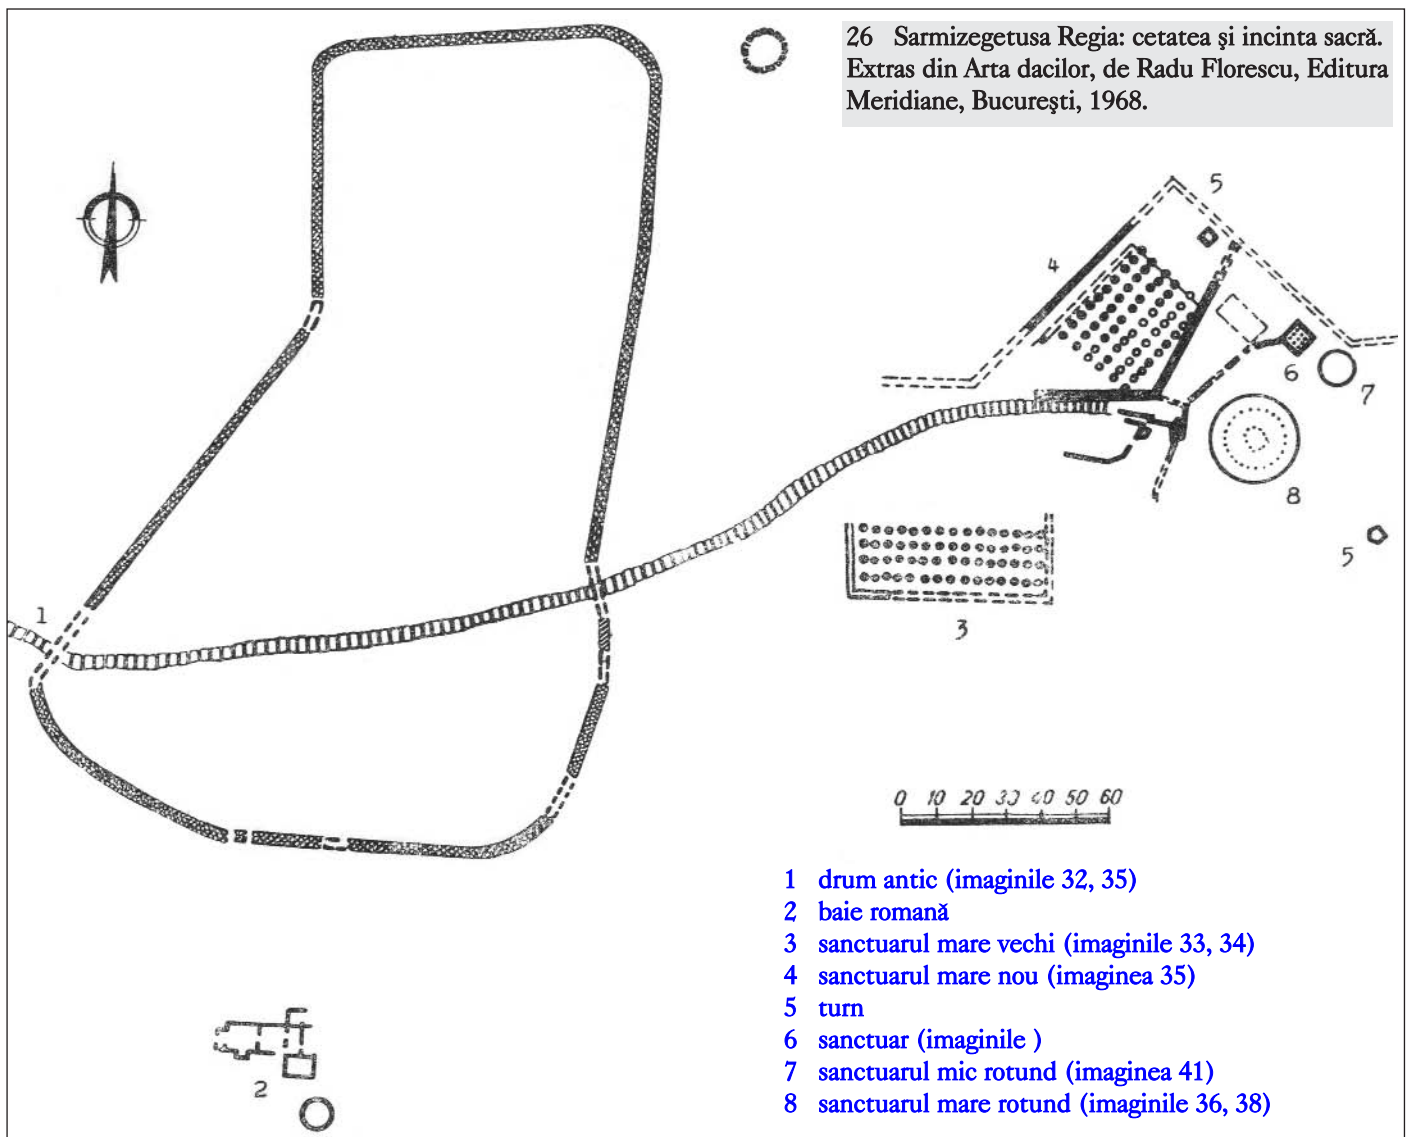 26 Sarmizegetusa Regia: cetatea și incinta sacră.
Extras din Arta dacilor, de Radu Florescu, Editura
Meridiane, București, 1968.
5
4
6
7
8
1
5
3
0 10 20 30 40 50 60
1 drum antic (imaginile 32, 35)
2 baie romană
3 sanctuarul mare vechi (imaginile 33, 34)
4 sanctuarul mare nou (imaginea 35)
5 turn
6 sanctuar (imaginile )
7 sanctuarul mic rotund (imaginea 41)
8 sanctuarul mare rotund (imaginile 36, 38)
2